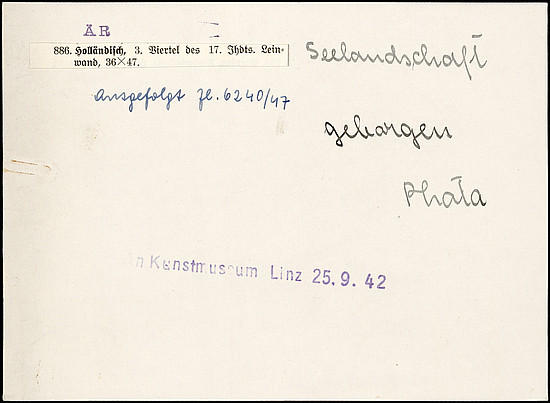 ÄR I
886. Holländisch, 3. Viertel des 17. Jhdts. Lein-
wand, 36×47.
Ausgefolgt Zl. 6240/47
Seelandschaft
geborgen
Phata
n Kunstmuseum Linz 25. 9. 42